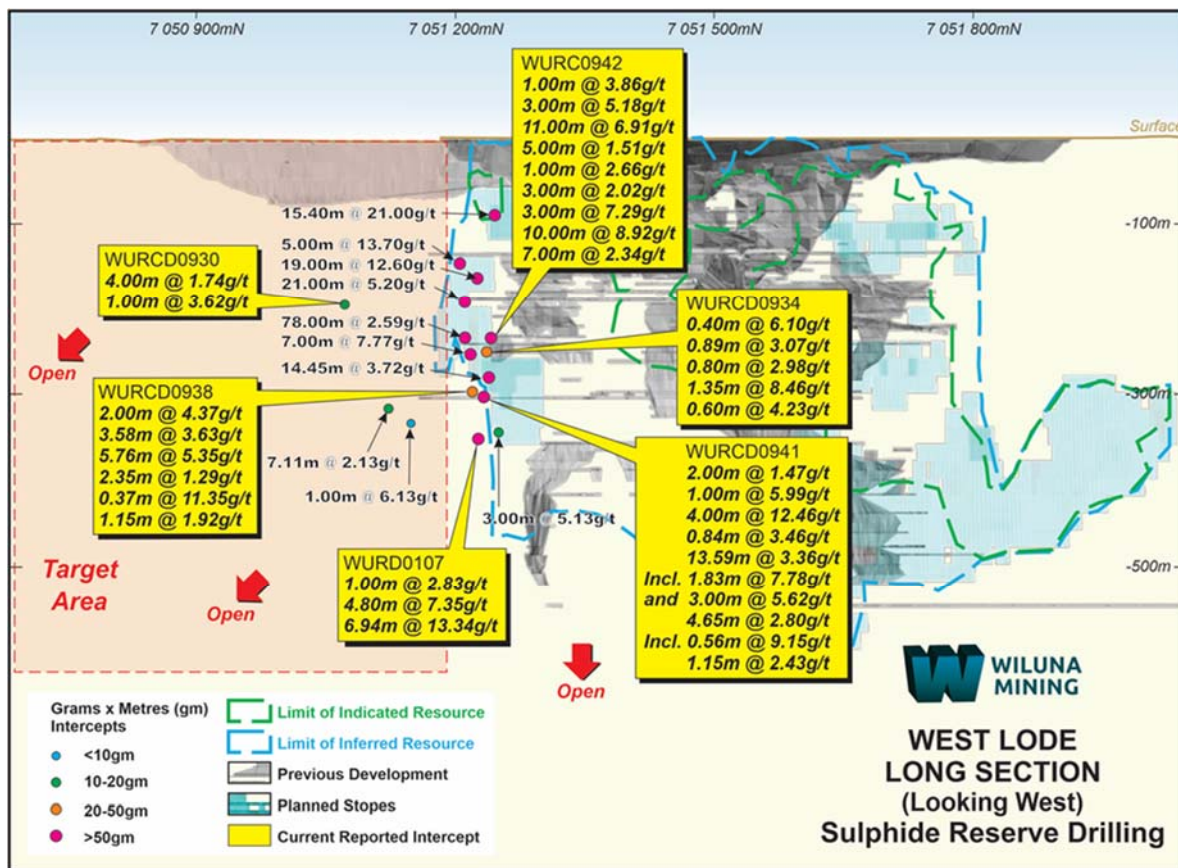 7 050 900mN
7 051 200mN
7 051 500mN
7 051 800mN
Surface
-100m
-300m
-500m
WURC0942
1.00m @ 3.86g/t
3.00m @ 5.18g/t
11.00m @ 6.91g/t
5.00m @ 1.51g/t
1.00m @ 2.66g/t
3.00m @ 2.02g/t
3.00m @ 7.29g/t
10.00m @ 8.92g/t
7.00m @ 2.34g/t
15.40m @ 21.00g/t
5.00m @ 13.70g/t
19.00m @ 12.60g/t
21.00m @ 5.20g/t
78.00m @ 2.59g/t
7.00m @ 7.77g/t
14.45m @ 3.72g/t
WURCD0930
4.00m @ 1.74g/t
1.00m @ 3.62g/t
Open
WURCD0934
0.40m @ 6.10g/t
0.89m @ 3.07g/t
0.80m @ 2.98g/t
1.35m @ 8.46g/t
0.60m @ 4.23g/t
WURCD0938
2.00m @ 4.37g/t
3.58m @ 3.63g/t
5.76m @ 5.35g/t
2.35m @ 1.29g/t
0.37m @ 11.35g/t
1.15m @ 1.92g/t
7.11m @ 2.13g/t
1.00m @ 6.13g/t
3.00m @ 5.13g/t
WURCD0941
2.00m @ 1.47g/t
1.00m @ 5.99g/t
4.00m @ 12.46g/t
0.84m @ 3.46g/t
13.59m @ 3.36g/t
Incl. 1.83m @ 7.78g/t
and 3.00m @ 5.62g/t
4.65m @ 2.80g/t
Incl. 0.56m @ 9.15g/t
1.15m @ 2.43g/t
WURD0107
1.00m @ 2.83g/t
4.80m @ 7.35g/t
6.94m @ 13.34g/t
Target
Area
Open
Open
Grams x Metres (gm)
Intercepts
<10gm
10-20gm
20-50gm
>50gm
Limit of Indicated Resource
Limit of Inferred Resource
Previous Development
Planned Stopes
Current Reported Intercept
WILUNA
MINING
WEST LODE
LONG SECTION
(Looking West)
Sulphide Reserve Drilling